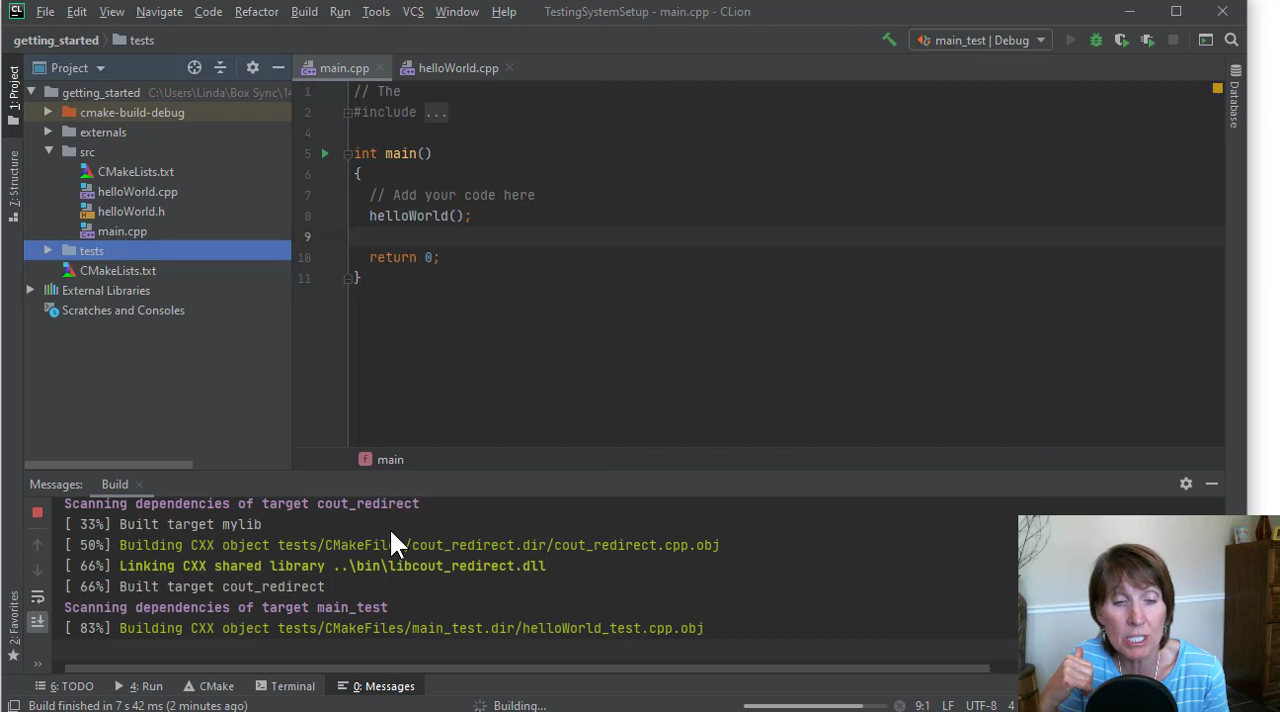 CL File Edit View Navigate Code Refactor Build Run Tools VCS Window Help TestingSystemSetup - main.cpp - CLion
getting_started tests main_test | Debug
1: Project
Project
main.cpp
helloWorld.cpp
getting_started C:\Users\Linda\Box Sync\14
cmake-build-debug
externals
src
CMakeLists.txt
helloWorld.cpp
helloWorld.h
main.cpp
tests
CMakeLists.txt
External Libraries
Scratches and Consoles
7: Structure
1 // The
2 #include ...
4
5 int main()
6 {
7 // Add your code here
8 helloWorld();
9
10 return 0;
11 }
Database
f main
Messages: Build
Scanning dependencies of target cout_redirect
[ 33%] Built target mylib
[ 50%] Building CXX object tests/CMakeFiles/cout_redirect.dir/cout_redirect.cpp.obj
[ 66%] Linking CXX shared library ..\bin\libcout_redirect.dll
[ 66%] Built target cout_redirect
Scanning dependencies of target main_test
[ 83%] Building CXX object tests/CMakeFiles/main_test.dir/helloWorld_test.cpp.obj
2: Favorites
6: TODO 4: Run CMake Terminal 0: Messages
Build finished in 7 s 42 ms (2 minutes ago) Building... 9:1 LF UTF-8 4